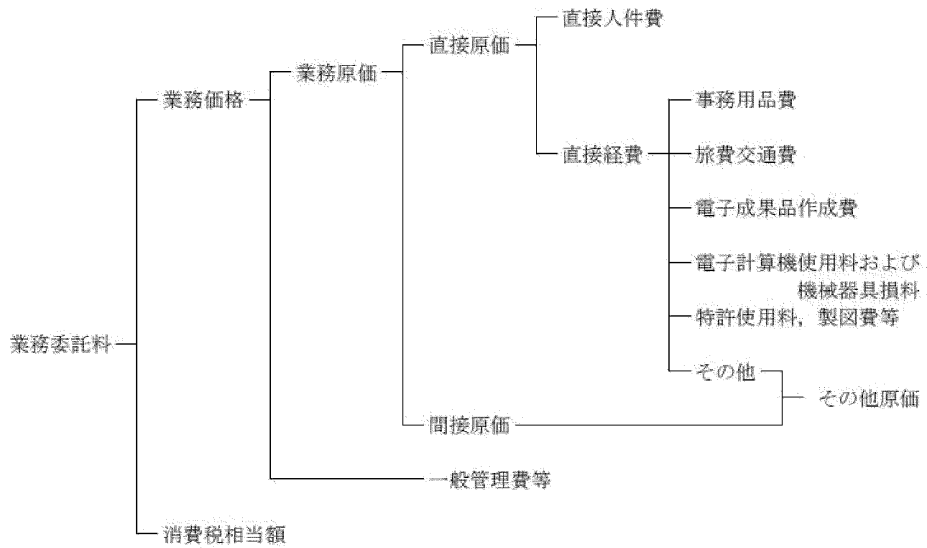 直接人件費
直接原価
業務原価
業務価格
事務用品費
直接経費
旅費交通費
電子成果品作成費
電子計算機使用料および
機械器具損料
特許使用料，製図費等
業務委託料
その他
その他原価
間接原価
一般管理費等
消費税相当額